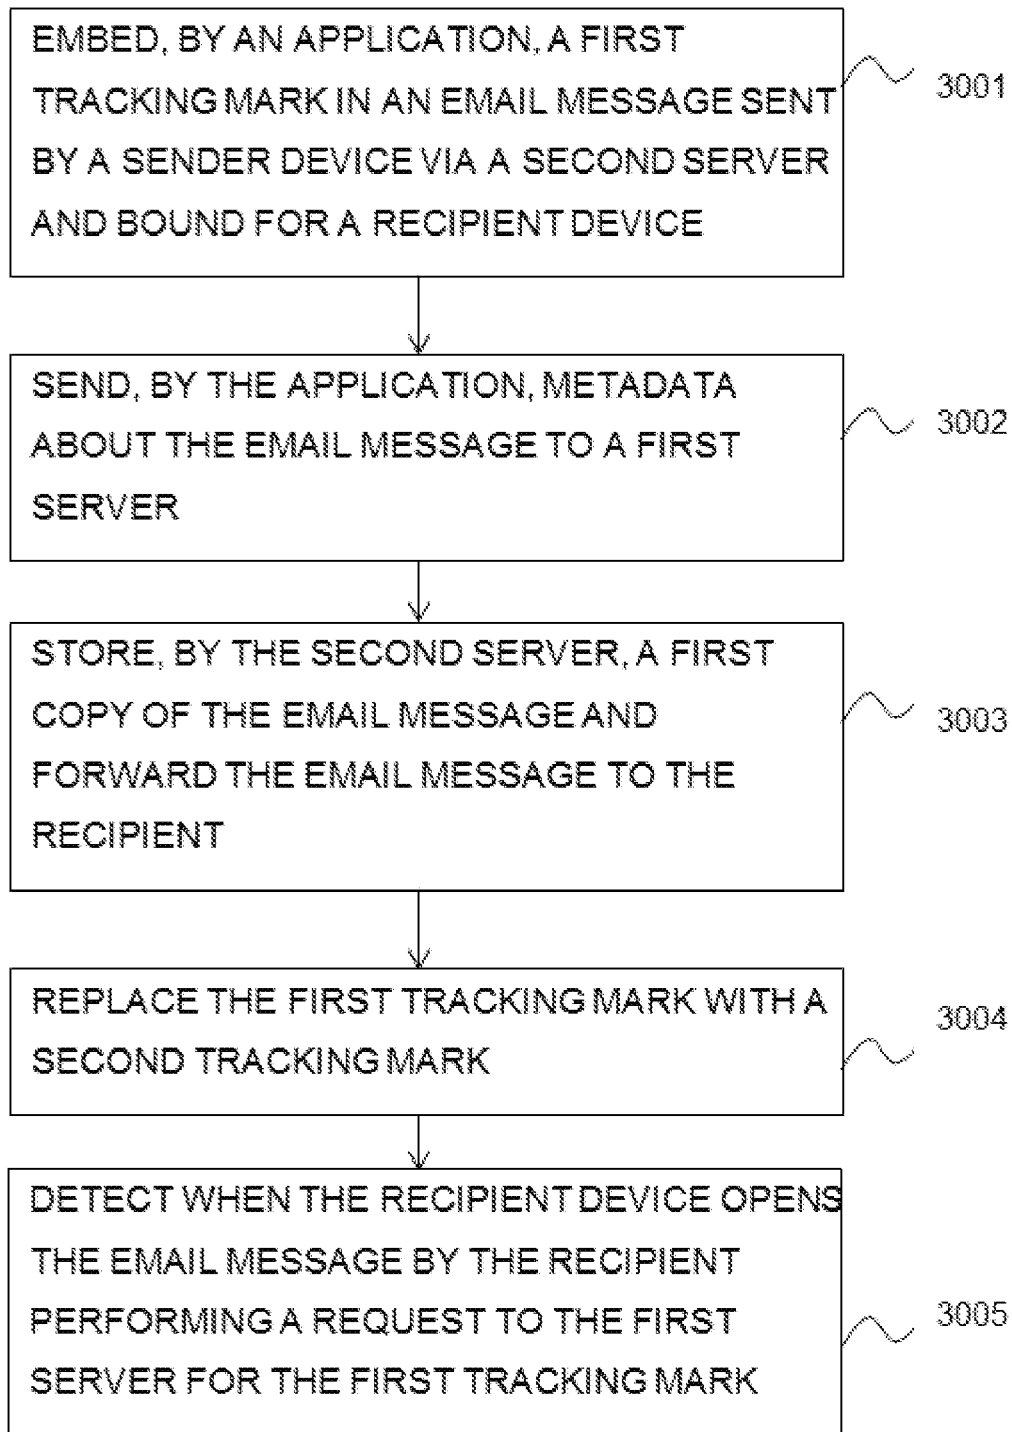 EMBED, BY AN APPLICATION, A FIRST
TRACKING MARK IN AN EMAIL MESSAGE SENT
BY A SENDER DEVICE VIA A SECOND SERVER
AND BOUND FOR A RECIPIENT DEVICE
3001
SEND, BY THE APPLICATION, METADATA
ABOUT THE EMAIL MESSAGE TO A FIRST
SERVER
3002
STORE, BY THE SECOND SERVER, A FIRST
COPY OF THE EMAIL MESSAGE AND
FORWARD THE EMAIL MESSAGE TO THE
RECIPIENT
3003
REPLACE THE FIRST TRACKING MARK WITH A
SECOND TRACKING MARK
3004
DETECT WHEN THE RECIPIENT DEVICE OPENS
THE EMAIL MESSAGE BY THE RECIPIENT
PERFORMING A REQUEST TO THE FIRST
SERVER FOR THE FIRST TRACKING MARK
3005